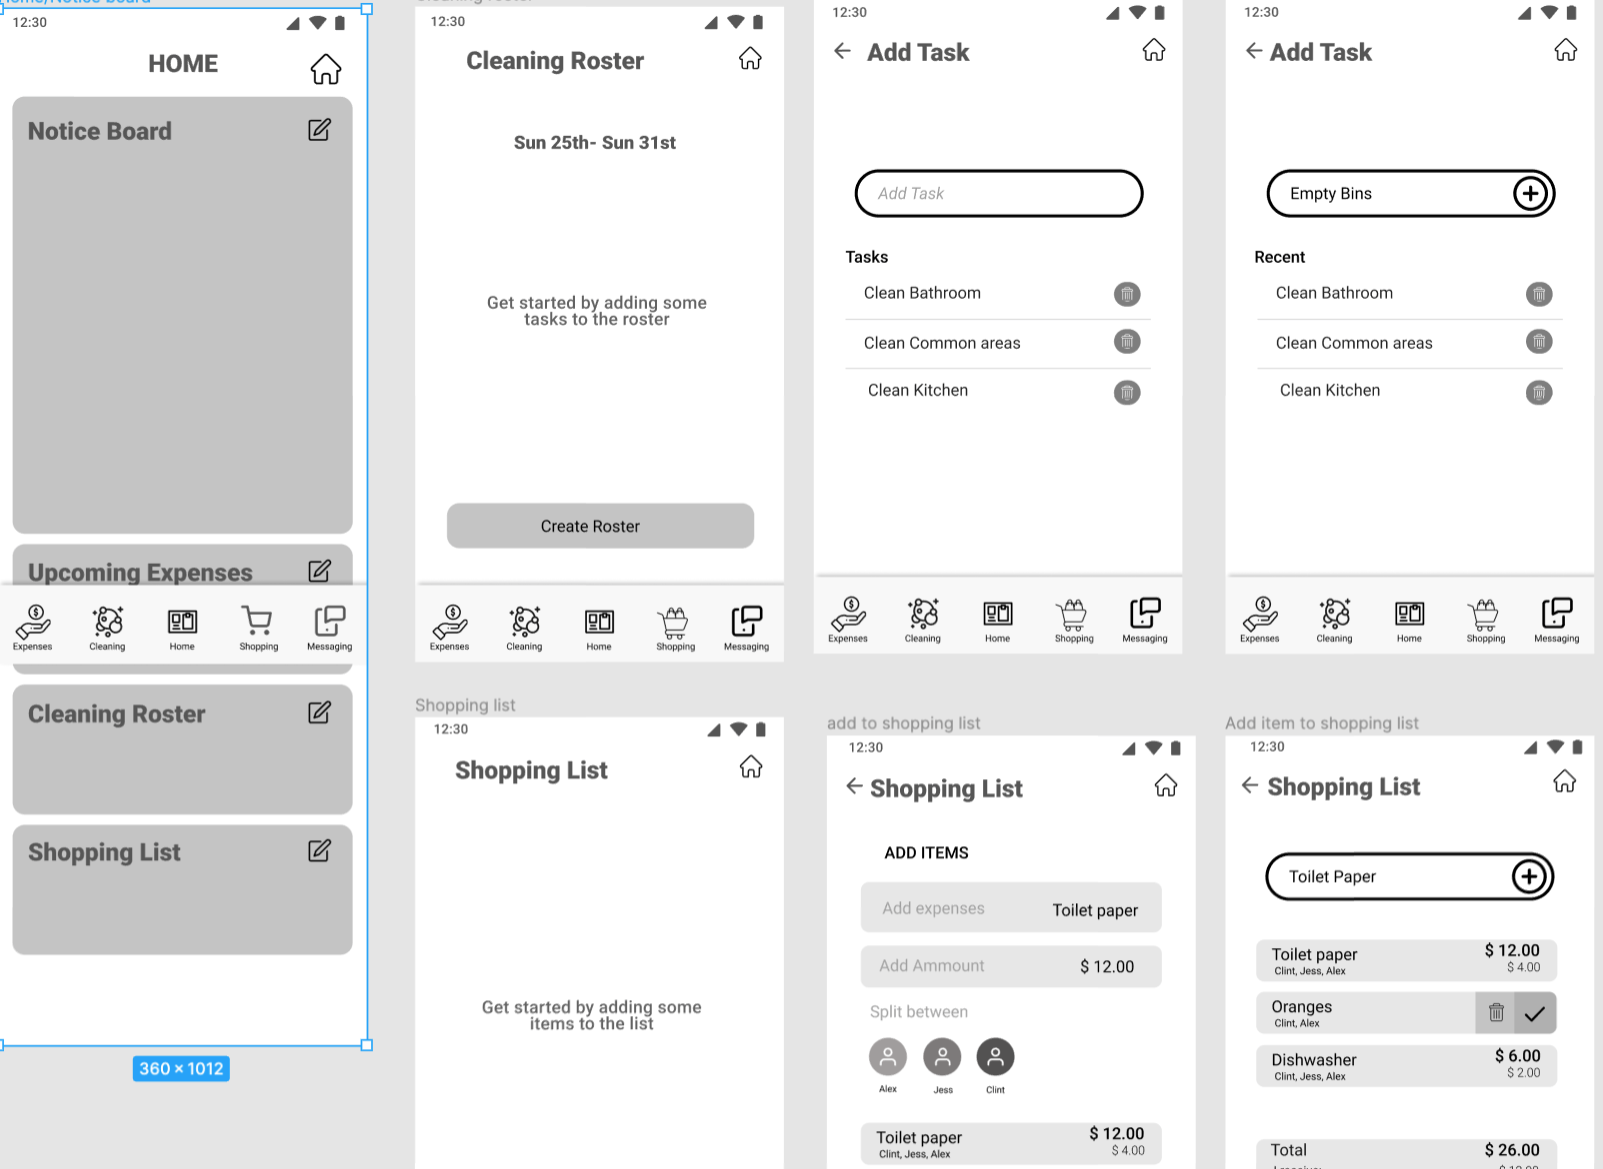 Home/Notice board
12:30
HOME
Notice Board
Upcoming Expenses
Expenses
Cleaning
Home
Shopping
Messaging
Cleaning Roster
Shopping List
360 × 1012
Cleaning roster
12:30
Cleaning Roster
Sun 25th- Sun 31st
Get started by adding some
tasks to the roster
Create Roster
Expenses
Cleaning
Home
Shopping
Messaging
12:30
Add Task
Add Task
Tasks
Clean Bathroom
Clean Common areas
Clean Kitchen
Expenses
Cleaning
Home
Shopping
Messaging
12:30
Add Task
Empty Bins
Recent
Clean Bathroom
Clean Common areas
Clean Kitchen
Expenses
Cleaning
Home
Shopping
Messaging
Shopping list
12:30
Shopping List
Get started by adding some
items to the list
add to shopping list
12:30
Shopping List
ADD ITEMS
Add expenses Toilet paper
Add Ammount $ 12.00
Split between
Alex Jess Clint
Toilet paper $ 12.00
Clint, Jess, Alex $ 4.00
Add item to shopping list
12:30
Shopping List
Toilet Paper
Toilet paper $ 12.00
Clint, Jess, Alex $ 4.00
Oranges
Clint, Alex
Dishwasher $ 6.00
Clint, Jess, Alex $ 2.00
Total $ 26.00